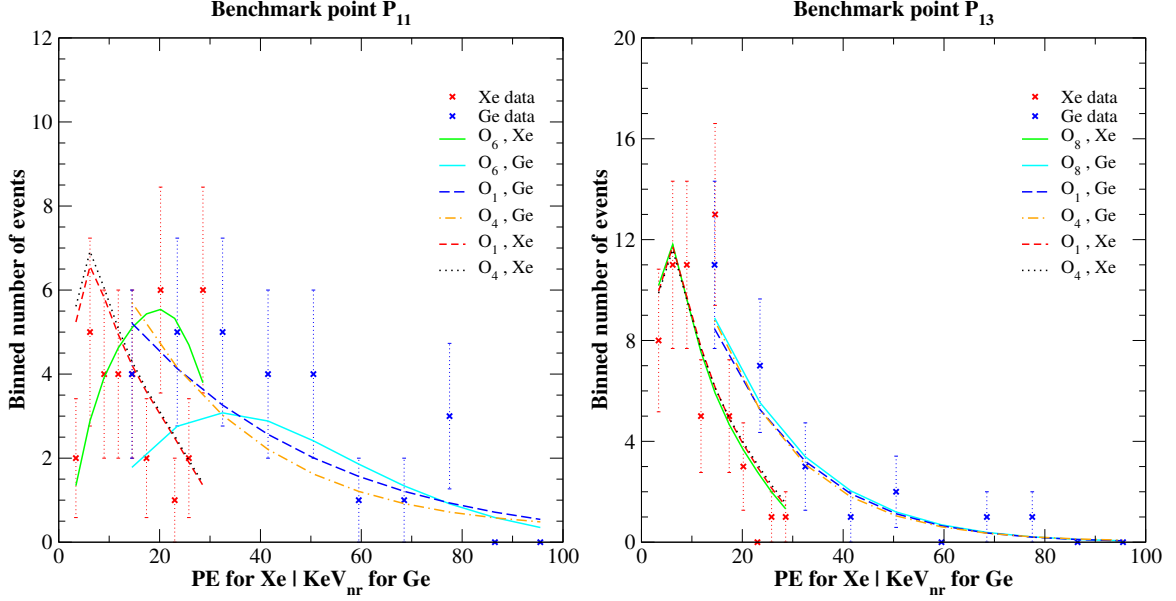 Benchmark point P11
12
10
8
6
4
2
0
Binned number of events
Xe data
Ge data
O6 , Xe
O6 , Ge
O1 , Ge
O4 , Ge
O1 , Xe
O4 , Xe
0 20 40 60 80 100
PE for Xe | KeVnr for Ge
Benchmark point P13
20
16
12
8
4
0
Binned number of events
Xe data
Ge data
O8 , Xe
O8 , Ge
O1 , Ge
O4 , Ge
O1 , Xe
O4 , Xe
0 20 40 60 80 100
PE for Xe | KeVnr for Ge